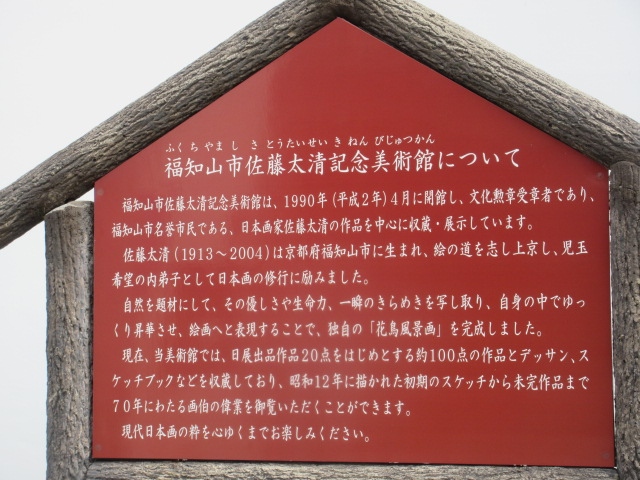 ふくちやまし さとうたいせいきねんびじゅつかん
福知山市佐藤太清記念美術館について
福知山市佐藤太清記念美術館は、1990年(平成2年)4月に開館し、文化勲章受章者であり、
福知山市名誉市民である、日本画家佐藤太清の作品を中心に収蔵・展示しています。
佐藤太清(1913～2004)は京都府福知山市に生まれ、絵の道を志し上京し、児玉
希望の内弟子として日本画の修行に励みました。
自然を題材にして、その優しさや生命力、一瞬のきらめきを写し取り、自身の中でゆっ
くり昇華させ、絵画へと表現することで、独自の「花鳥風景画」を完成しました。
現在、当美術館では、日展出品作品20点をはじめとする約100点の作品とデッサン、ス
ケッチブックなどを収蔵しており、昭和12年に描かれた初期のスケッチから未完作品まで
70年にわたる画伯の偉業を御覧いただくことができます。
現代日本画の粋を心ゆくまでお楽しみください。